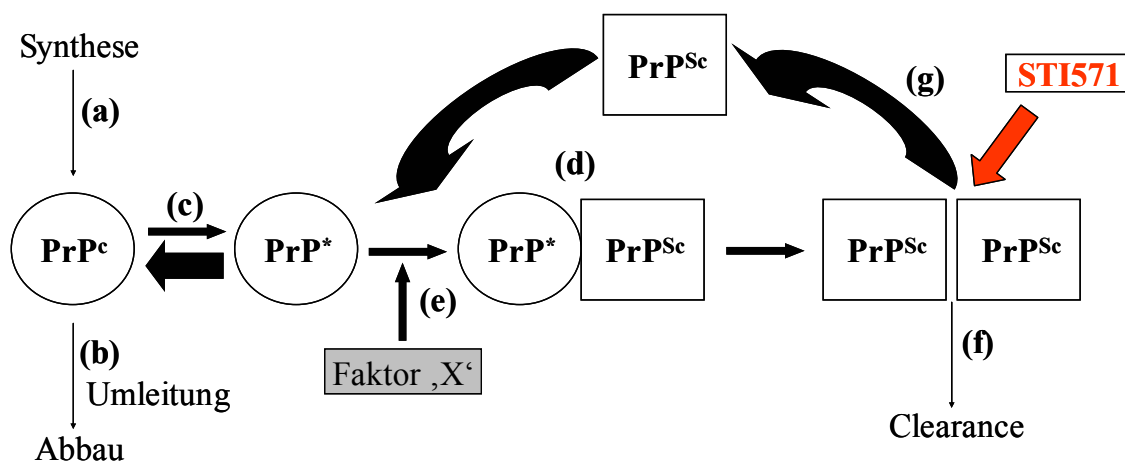 Synthese
(a)
PrPSc
(g)
STI571
(d)
(c)
PrPc
PrP*
PrP*
PrPSc
PrPSc
PrPSc
(e)
(b)
(f)
Faktor ‚X‘
Umleitung
Clearance
Abbau